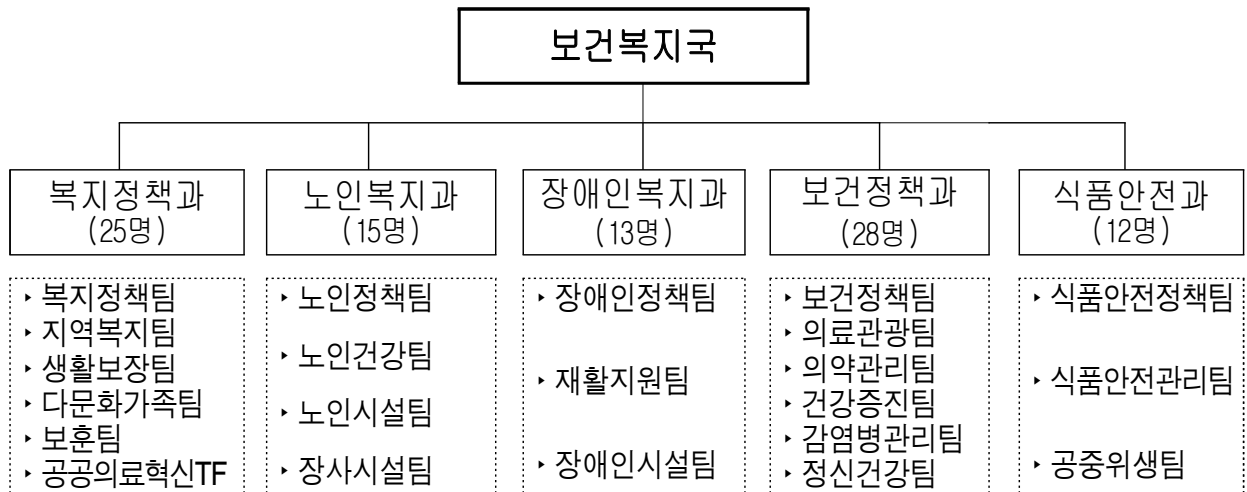 보건복지국
복지정책과
(25명)
노인복지과
(15명)
장애인복지과
(13명)
보건정책과
(28명)
식품안전과
(12명)
‣ 복지정책팀
‣ 지역복지팀
‣ 생활보장팀
‣ 다문화가족팀
‣ 보훈팀
‣ 공공의료혁신TF
‣ 노인정책팀
‣ 노인건강팀
‣ 노인시설팀
‣ 장사시설팀
‣ 장애인정책팀
‣ 재활지원팀
‣ 장애인시설팀
‣ 보건정책팀
‣ 의료관광팀
‣ 의약관리팀
‣ 건강증진팀
‣ 감염병관리팀
‣ 정신건강팀
‣ 식품안전정책팀
‣ 식품안전관리팀
‣ 공중위생팀